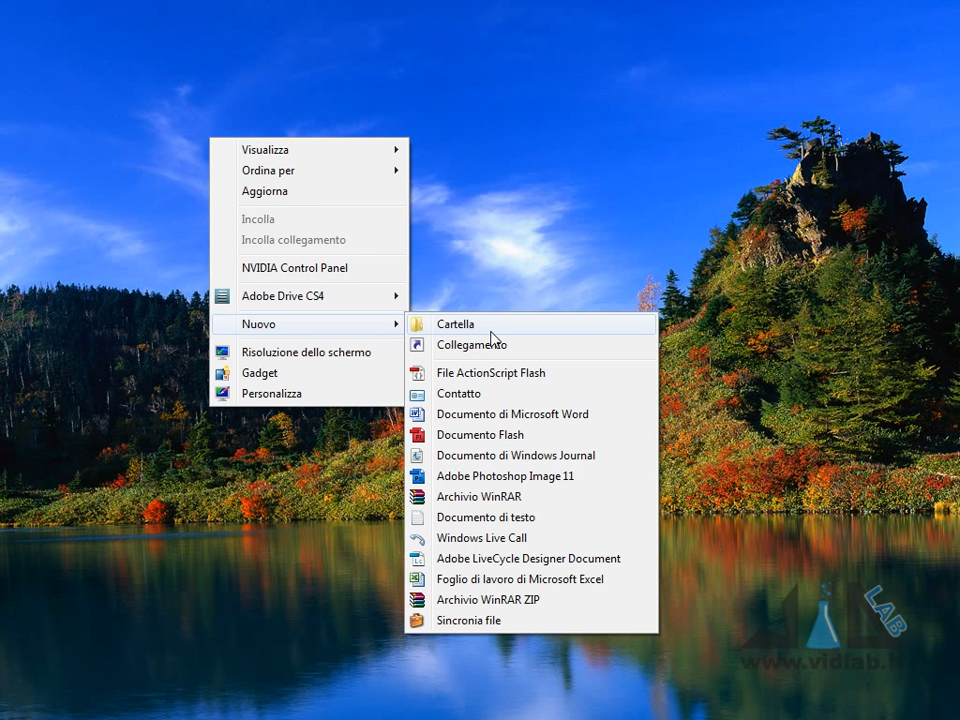 Visualizza
Ordina per
Aggiorna
Incolla
Incolla collegamento
NVIDIA Control Panel
Adobe Drive CS4
Nuovo
Risoluzione dello schermo
Gadget
Personalizza
Cartella
Collegamento
File ActionScript Flash
Contatto
Documento di Microsoft Word
Documento Flash
Documento di Windows Journal
Adobe Photoshop Image 11
Archivio WinRAR
Documento di testo
Windows Live Call
Adobe LiveCycle Designer Document
Foglio di lavoro di Microsoft Excel
Archivio WinRAR ZIP
Sincronia file
LAB